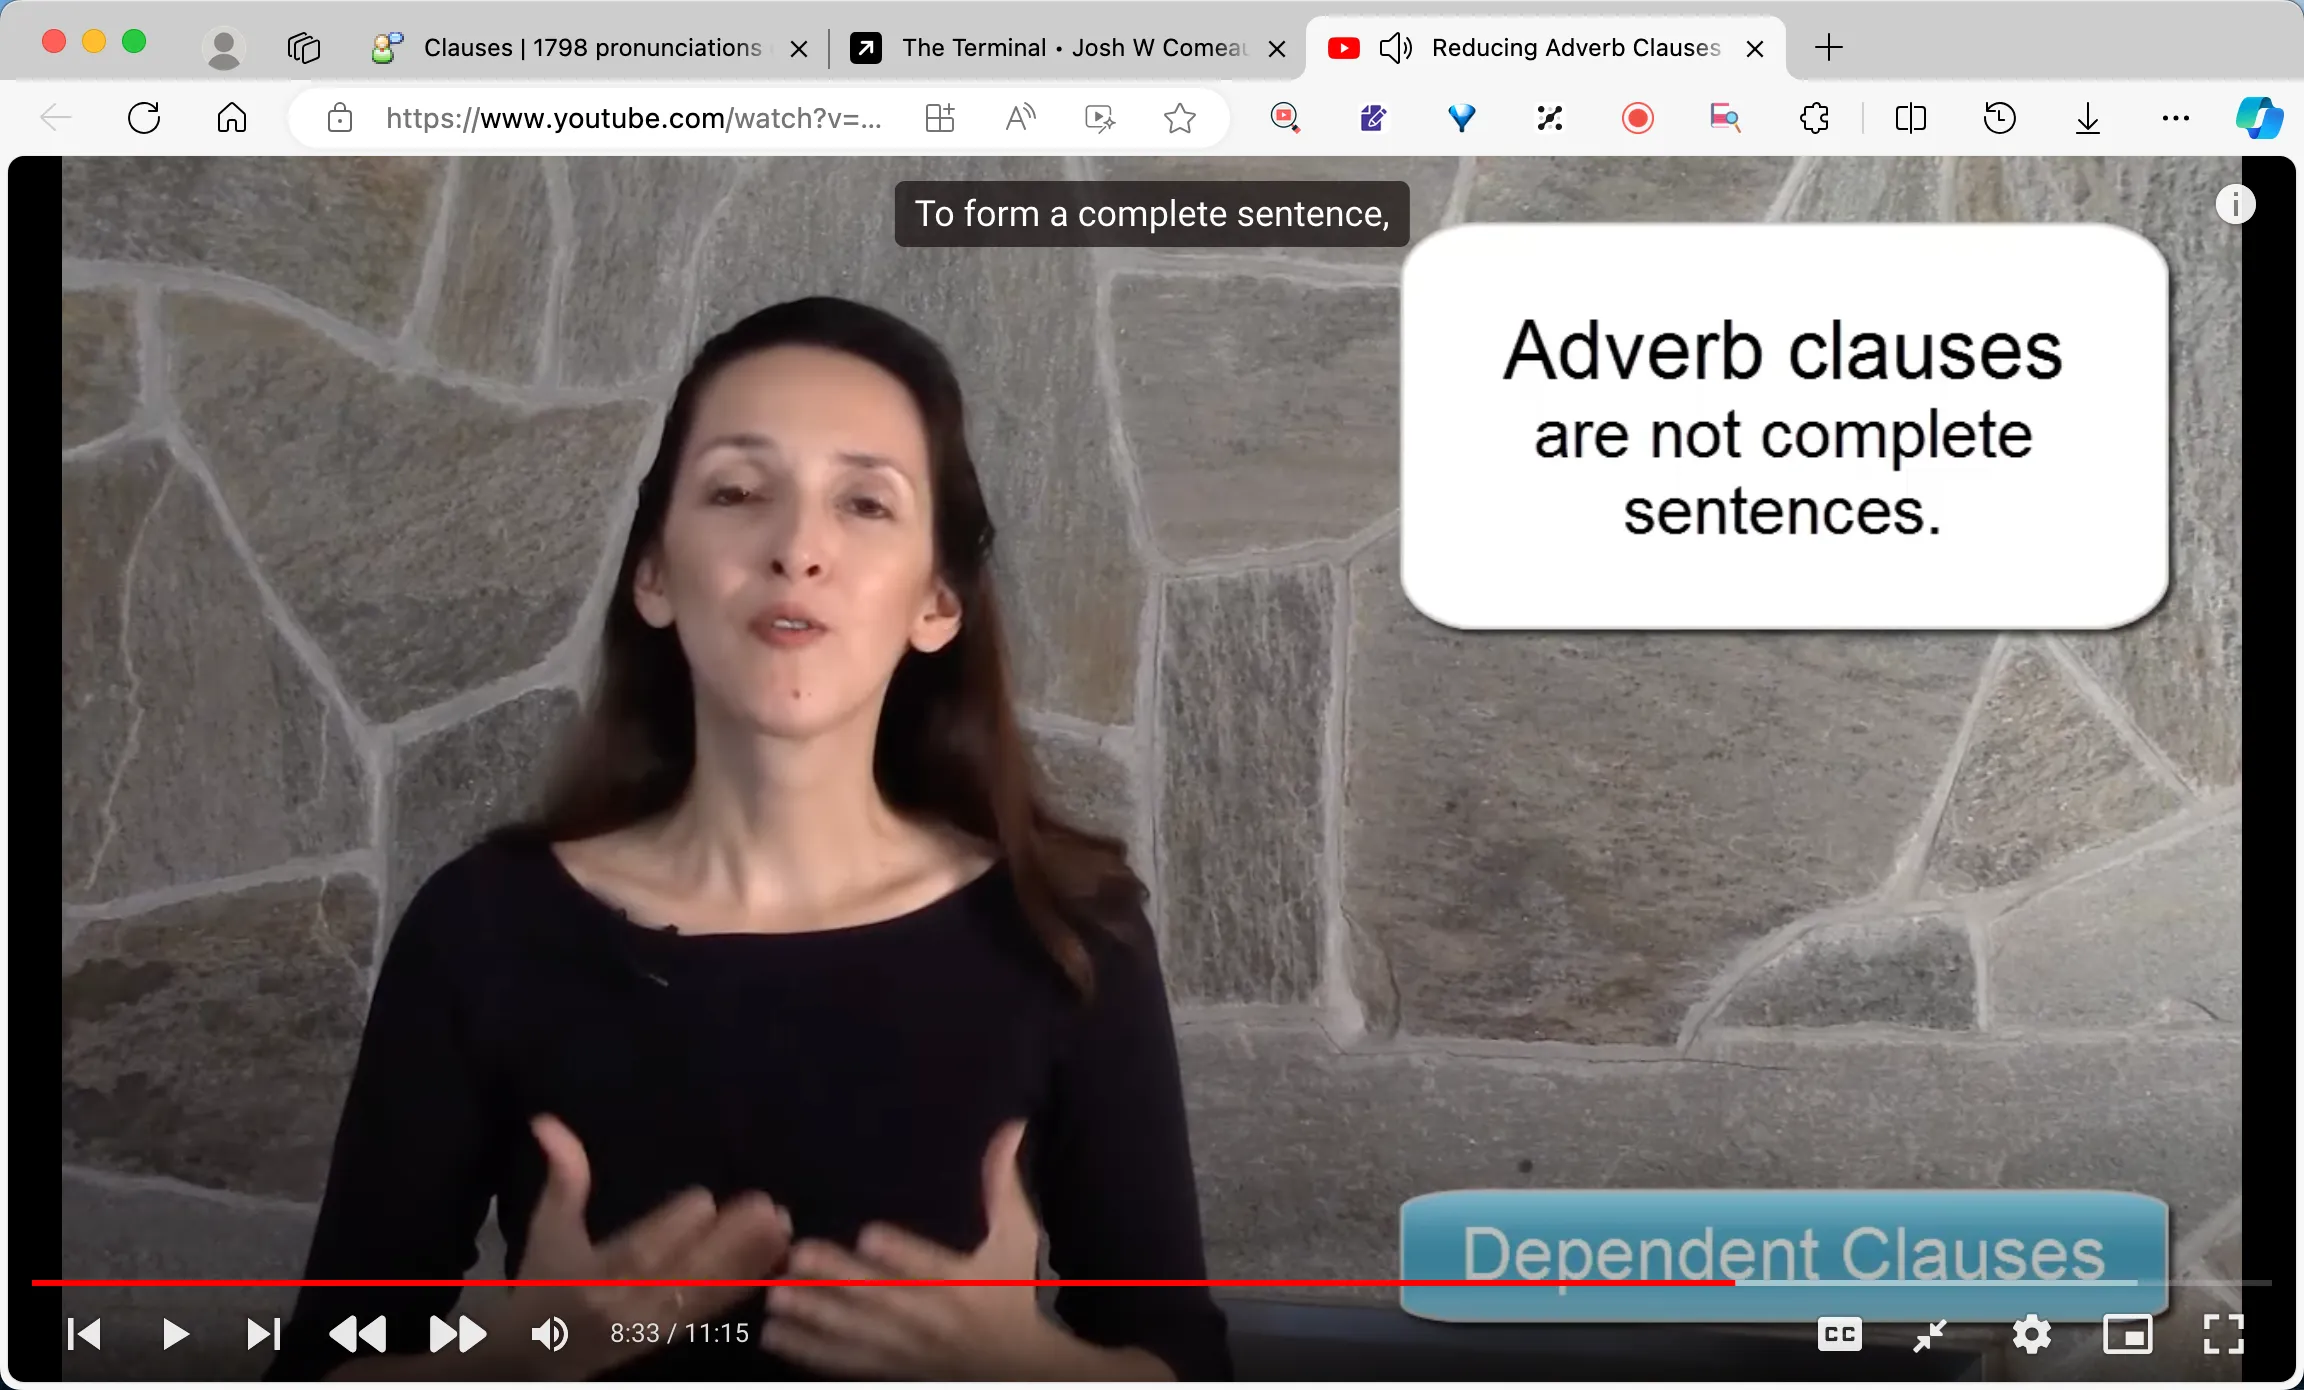 Clauses | 1798 pronunciations
The Terminal • Josh W Comeau
Reducing Adverb Clauses
https://www.youtube.com/watch?v=...
To form a complete sentence,
Adverb clauses
are not complete
sentences.
Dependent Clauses
8:33 / 11:15
CC